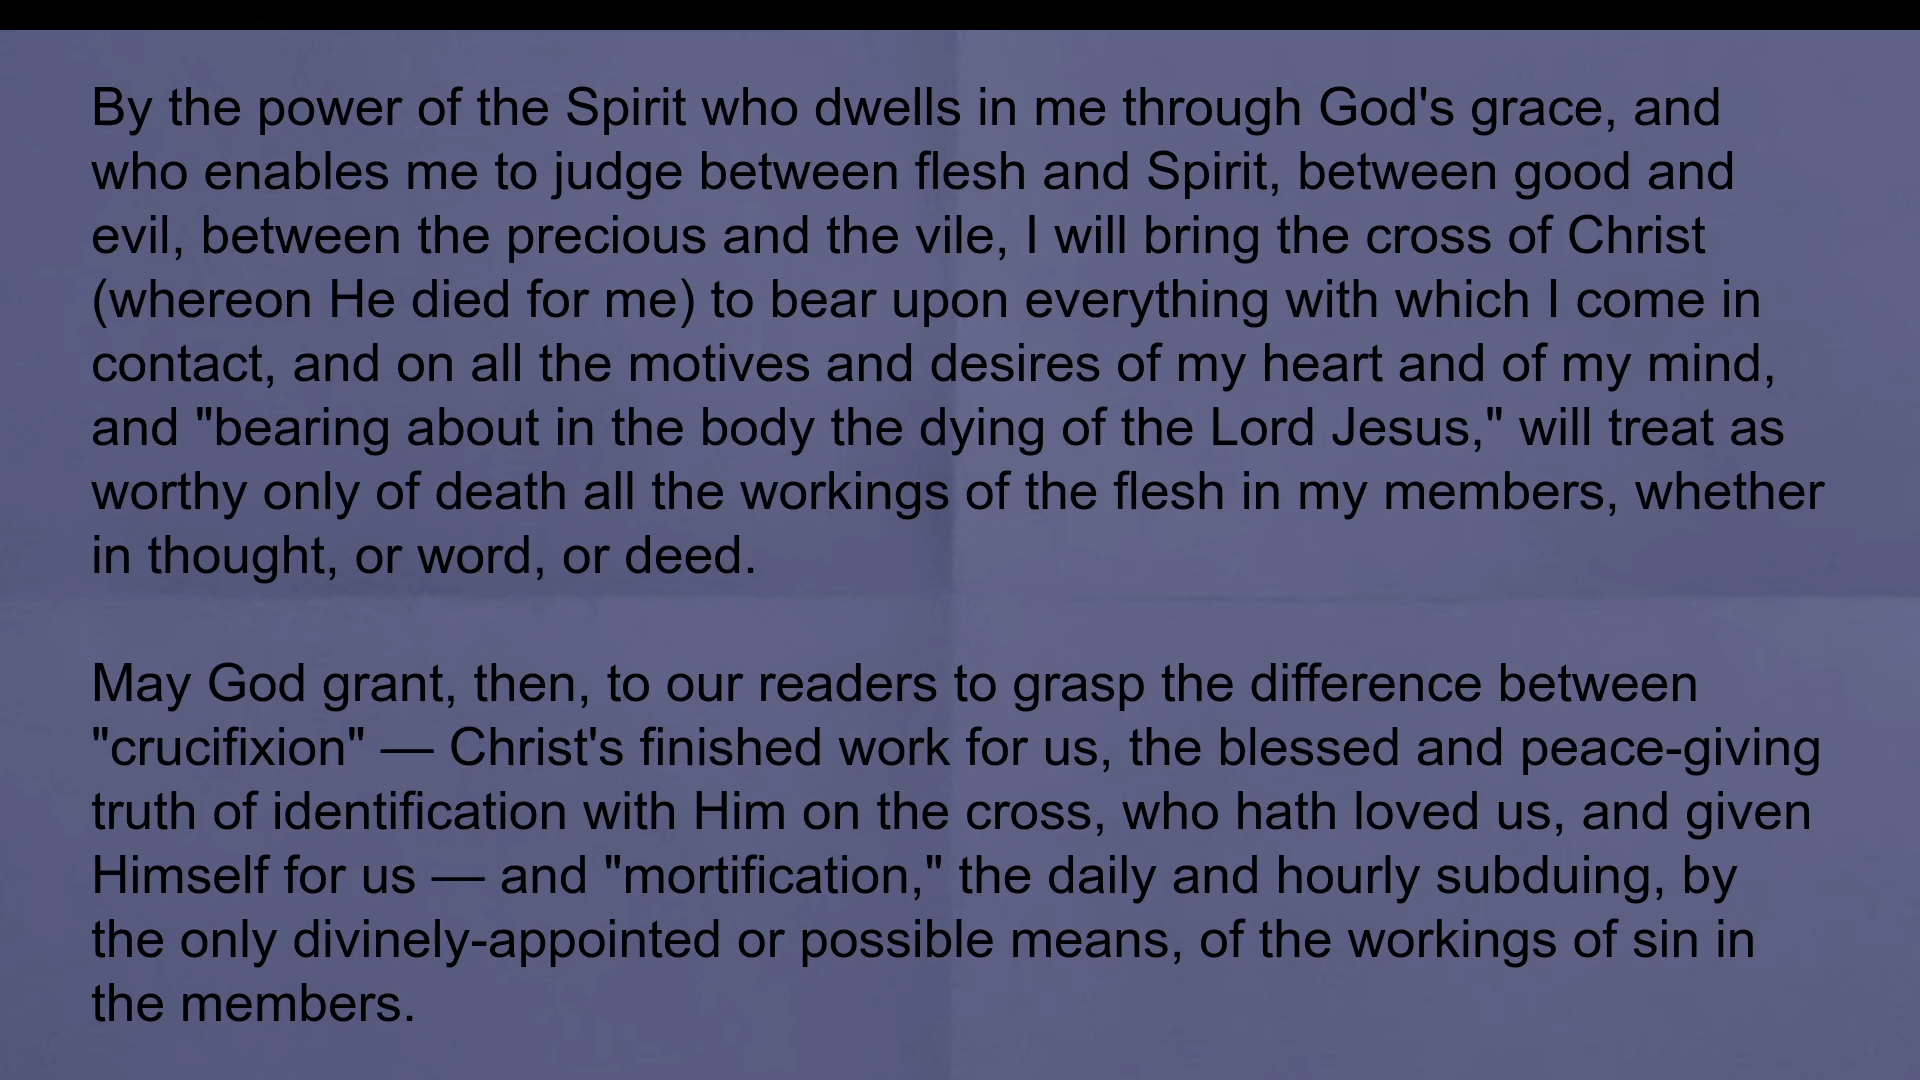 By the power of the Spirit who dwells in me through God's grace, and
who enables me to judge between flesh and Spirit, between good and
evil, between the precious and the vile, I will bring the cross of Christ
(whereon He died for me) to bear upon everything with which I come in
contact, and on all the motives and desires of my heart and of my mind,
and "bearing about in the body the dying of the Lord Jesus," will treat as
worthy only of death all the workings of the flesh in my members, whether
in thought, or word, or deed.
May God grant, then, to our readers to grasp the difference between
"crucifixion" — Christ's finished work for us, the blessed and peace-giving
truth of identification with Him on the cross, who hath loved us, and given
Himself for us — and "mortification," the daily and hourly subduing, by
the only divinely-appointed or possible means, of the workings of sin in
the members.